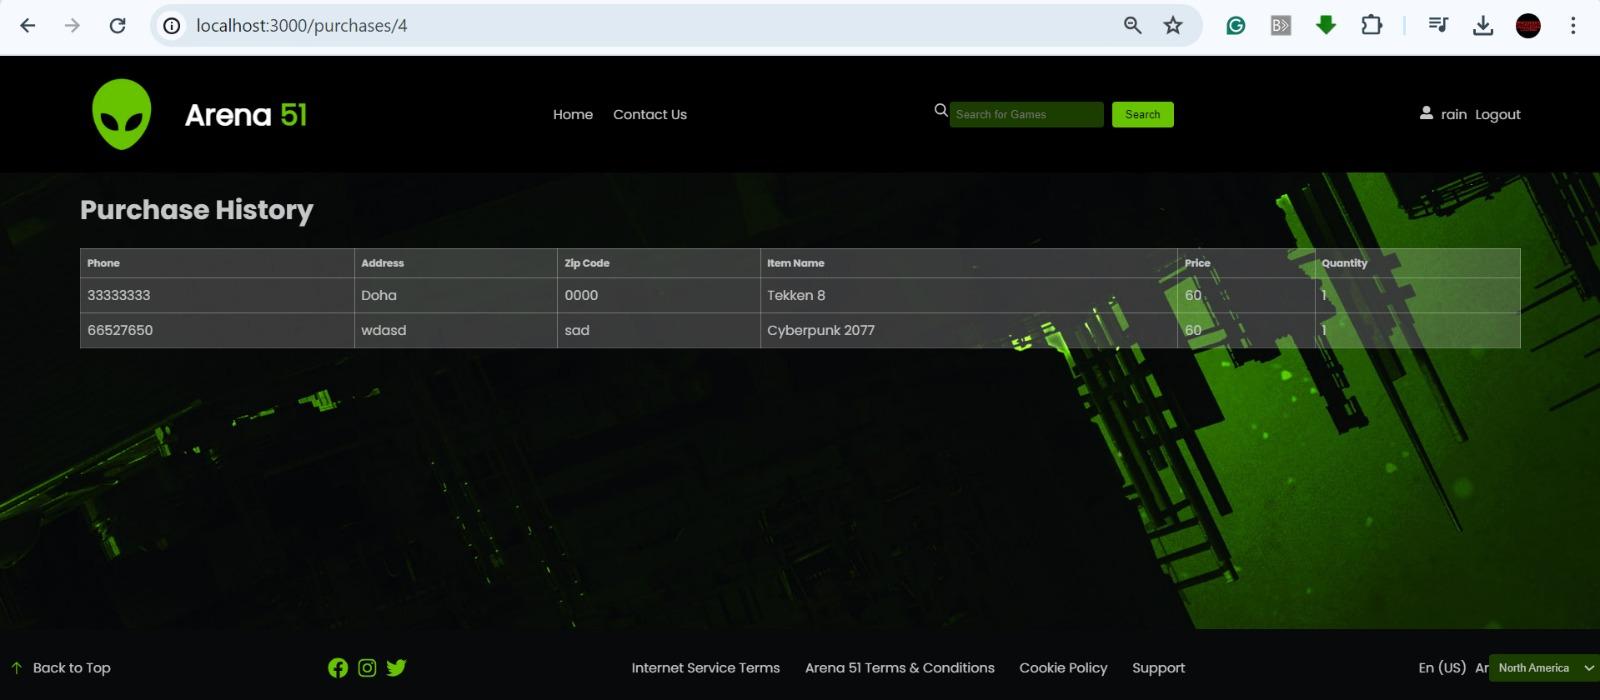 localhost:3000/purchases/4
Arena 51
Home Contact Us
Search for Games Search
rain Logout
Purchase History
Phone Address Zip Code Item Name Price Quantity
33333333 Doha 0000 Tekken 8 60 1
66527650 wdasd sad Cyberpunk 2077 60 1
Back to Top
Internet Service Terms Arena 51 Terms & Conditions Cookie Policy Support
En (US) Ar North America